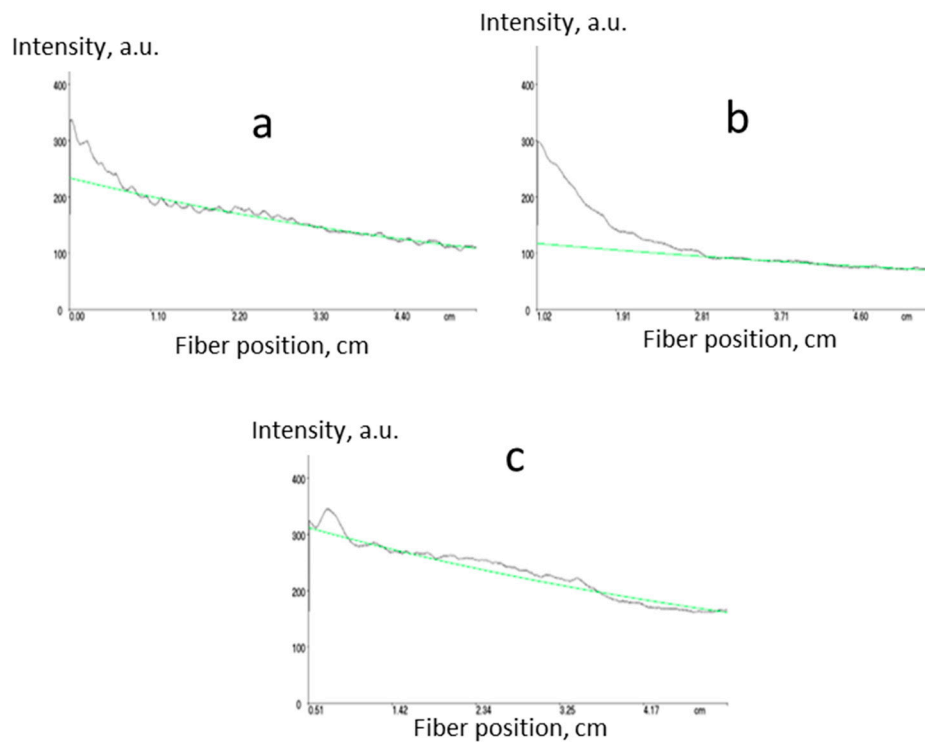 Intensity, a.u.
a
400
300
200
100
0
0.00 1.10 2.20 3.30 4.40 cm
Fiber position, cm
Intensity, a.u.
b
400
300
200
100
0
1.02 1.91 2.81 3.71 4.60 cm
Fiber position, cm
Intensity, a.u.
c
400
300
200
100
0
0.51 1.42 2.34 3.25 4.17 cm
Fiber position, cm